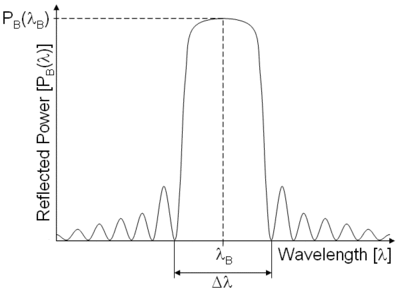 P_B(λ_B)
Reflected Power [P_B(λ)]
λ_B
Wavelength [λ]
Δλ